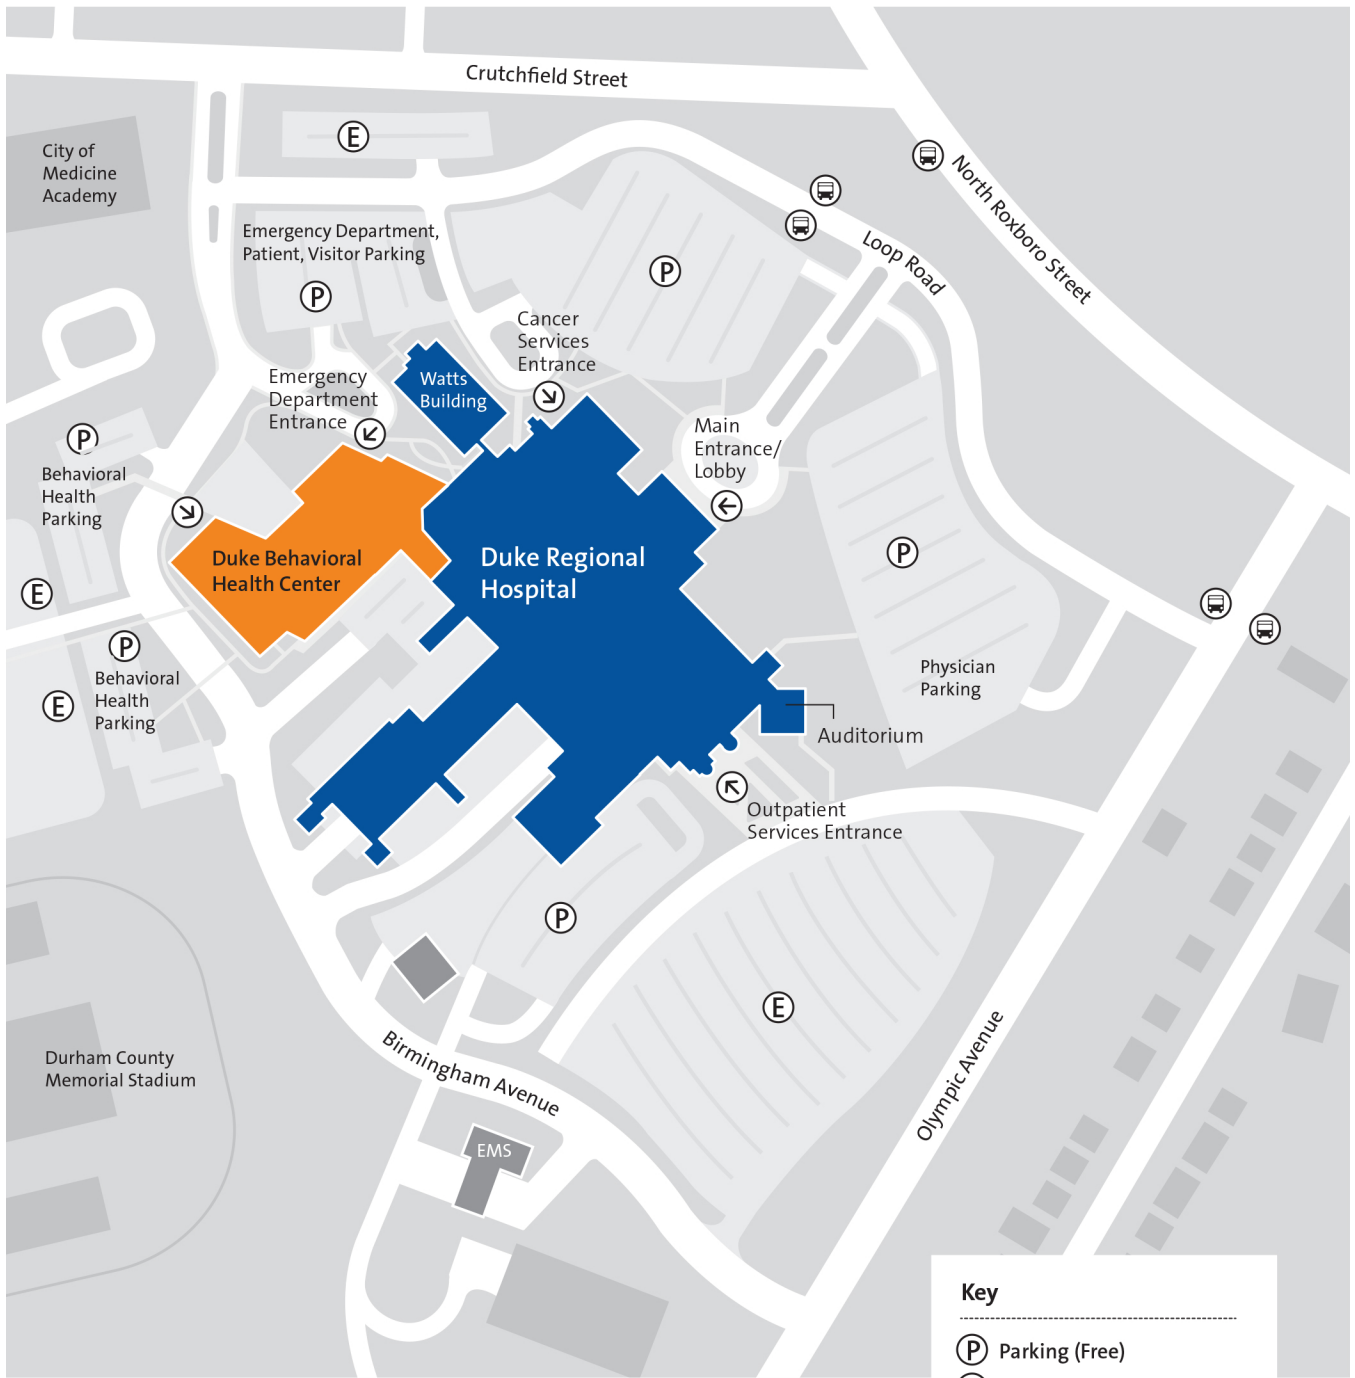 Crutchfield Street
E
City of
Medicine
Academy
North Roxboro Street
Emergency Department,
Patient, Visitor Parking
P
Loop Road
P
Cancer
Services
Entrance
Emergency
Department
Entrance
Watts
Building
Main
Entrance/
Lobby
P
Behavioral
Health
Parking
Duke Behavioral
Health Center
Duke Regional
Hospital
P
E
P
Behavioral
Health
Parking
E
Physician
Parking
Auditorium
Outpatient
Services Entrance
P
E
Durham County
Memorial Stadium
Birmingham Avenue
Olympic Avenue
EMS
Key
P Parking (Free)